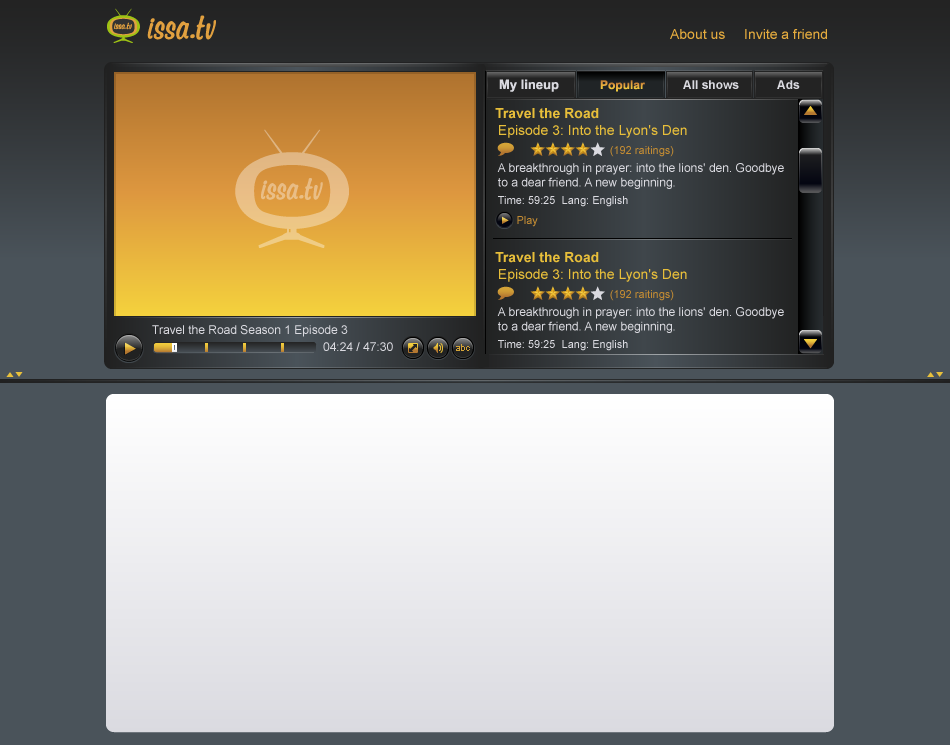 issa.tv issa.tv
About us Invite a friend
issa.tv
Travel the Road Season 1 Episode 3
04:24 / 47:30 abc
My lineup Popular All shows Ads
Travel the Road
Episode 3: Into the Lyon's Den
(192 raitings)
A breakthrough in prayer: into the lions' den. Goodbye
to a dear friend. A new beginning.
Time: 59:25 Lang: English
Play
Travel the Road
Episode 3: Into the Lyon's Den
(192 raitings)
A breakthrough in prayer: into the lions' den. Goodbye
to a dear friend. A new beginning.
Time: 59:25 Lang: English